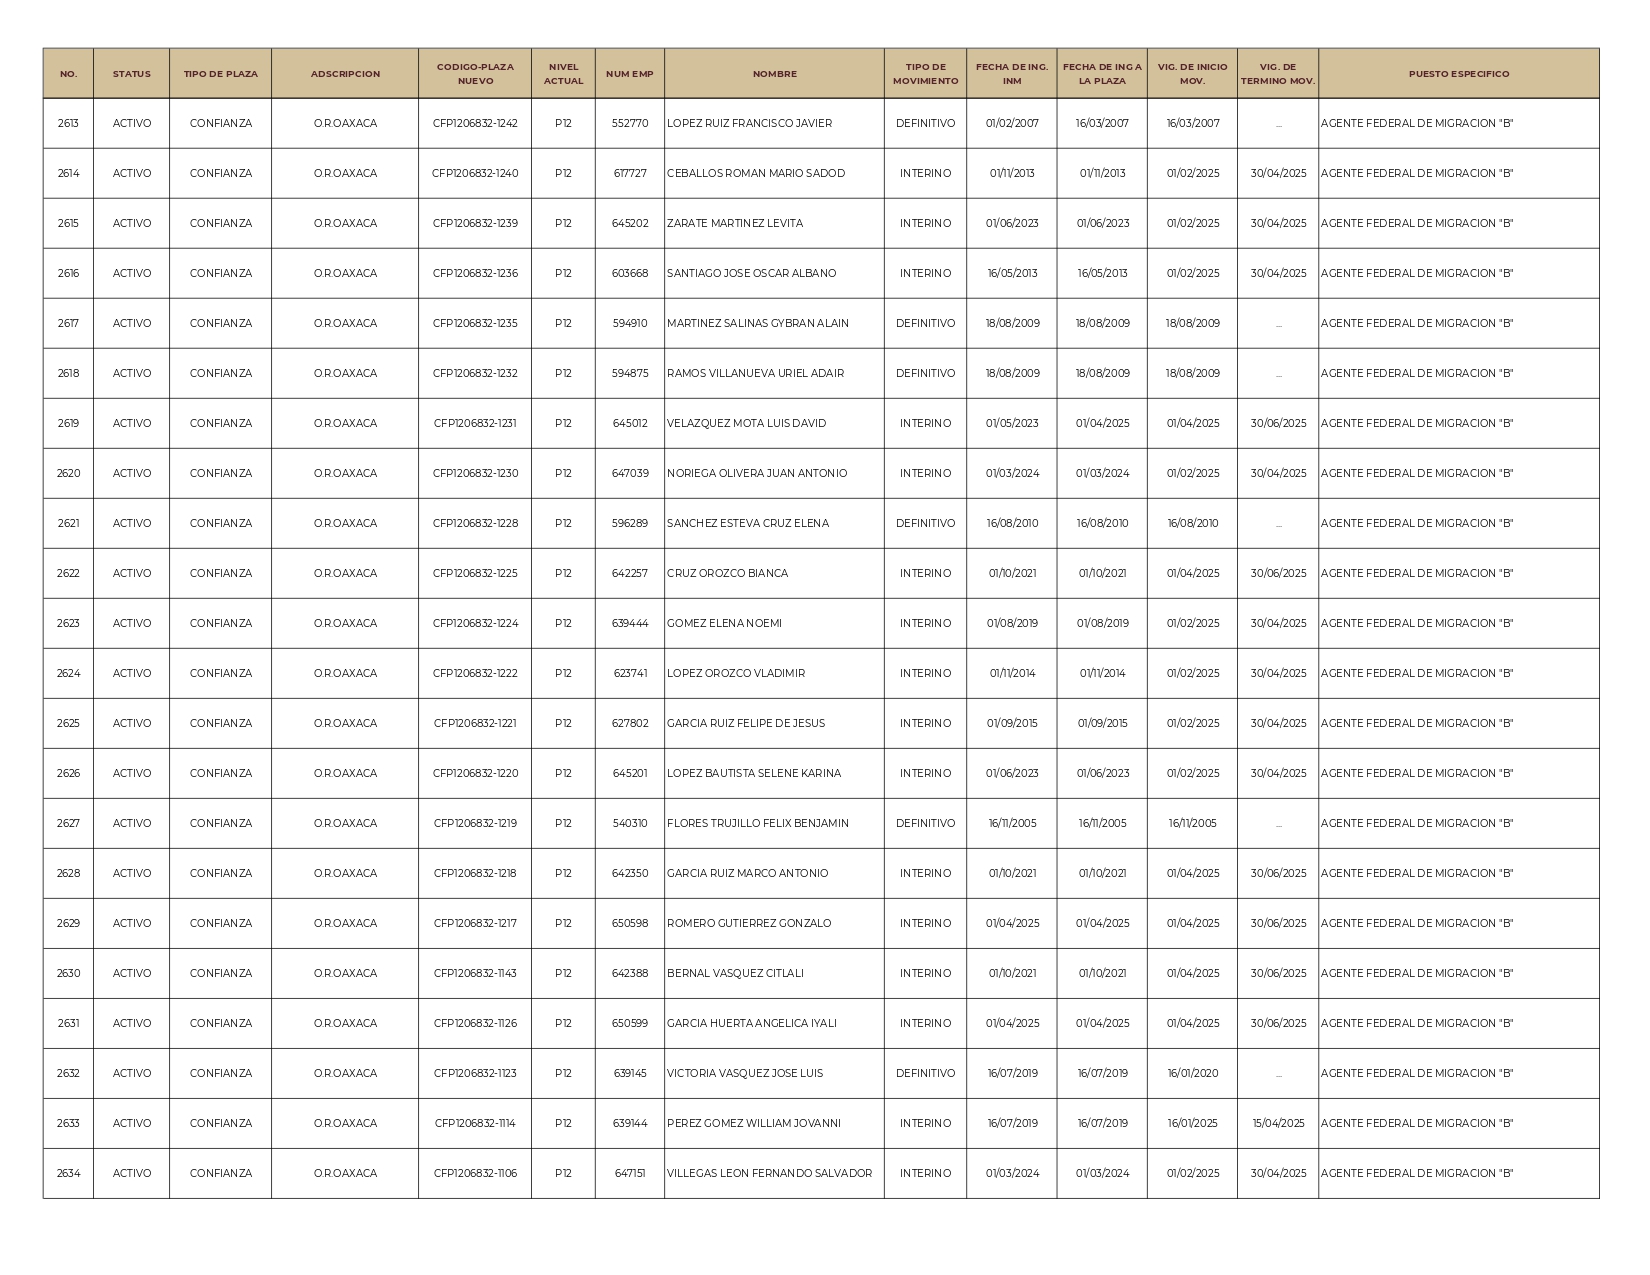 NO. STATUS TIPO DE PLAZA ADSCRIPCION CODIGO-PLAZA NUEVO NIVEL ACTUAL NUM EMP NOMBRE TIPO DE MOVIMIENTO FECHA DE ING. INM FECHA DE ING A LA PLAZA VIG. DE INICIO MOV. VIG. DE TERMINO MOV. PUESTO ESPECIFICO
2613 ACTIVO CONFIANZA O.R.OAXACA CFP1206832-1242 P12 552770 LOPEZ RUIZ FRANCISCO JAVIER DEFINITIVO 01/02/2007 16/03/2007 16/03/2007 ... AGENTE FEDERAL DE MIGRACION "B"
2614 ACTIVO CONFIANZA O.R.OAXACA CFP1206832-1240 P12 617727 CEBALLOS ROMAN MARIO SADOD INTERINO 01/11/2013 01/11/2013 01/02/2025 30/04/2025 AGENTE FEDERAL DE MIGRACION "B"
2615 ACTIVO CONFIANZA O.R.OAXACA CFP1206832-1239 P12 645202 ZARATE MARTINEZ LEVITA INTERINO 01/06/2023 01/06/2023 01/02/2025 30/04/2025 AGENTE FEDERAL DE MIGRACION "B"
2616 ACTIVO CONFIANZA O.R.OAXACA CFP1206832-1236 P12 603668 SANTIAGO JOSE OSCAR ALBANO INTERINO 16/05/2013 16/05/2013 01/02/2025 30/04/2025 AGENTE FEDERAL DE MIGRACION "B"
2617 ACTIVO CONFIANZA O.R.OAXACA CFP1206832-1235 P12 594910 MARTINEZ SALINAS GYBRAN ALAIN DEFINITIVO 18/08/2009 18/08/2009 18/08/2009 ... AGENTE FEDERAL DE MIGRACION "B"
2618 ACTIVO CONFIANZA O.R.OAXACA CFP1206832-1232 P12 594875 RAMOS VILLANUEVA URIEL ADAIR DEFINITIVO 18/08/2009 18/08/2009 18/08/2009 ... AGENTE FEDERAL DE MIGRACION "B"
2619 ACTIVO CONFIANZA O.R.OAXACA CFP1206832-1231 P12 645012 VELAZQUEZ MOTA LUIS DAVID INTERINO 01/05/2023 01/04/2025 01/04/2025 30/06/2025 AGENTE FEDERAL DE MIGRACION "B"
2620 ACTIVO CONFIANZA O.R.OAXACA CFP1206832-1230 P12 647039 NORIEGA OLIVERA JUAN ANTONIO INTERINO 01/03/2024 01/03/2024 01/02/2025 30/04/2025 AGENTE FEDERAL DE MIGRACION "B"
2621 ACTIVO CONFIANZA O.R.OAXACA CFP1206832-1228 P12 596289 SANCHEZ ESTEVA CRUZ ELENA DEFINITIVO 16/08/2010 16/08/2010 16/08/2010 ... AGENTE FEDERAL DE MIGRACION "B"
2622 ACTIVO CONFIANZA O.R.OAXACA CFP1206832-1225 P12 642257 CRUZ OROZCO BIANCA INTERINO 01/10/2021 01/10/2021 01/04/2025 30/06/2025 AGENTE FEDERAL DE MIGRACION "B"
2623 ACTIVO CONFIANZA O.R.OAXACA CFP1206832-1224 P12 639444 GOMEZ ELENA NOEMI INTERINO 01/08/2019 01/08/2019 01/02/2025 30/04/2025 AGENTE FEDERAL DE MIGRACION "B"
2624 ACTIVO CONFIANZA O.R.OAXACA CFP1206832-1222 P12 623741 LOPEZ OROZCO VLADIMIR INTERINO 01/11/2014 01/11/2014 01/02/2025 30/04/2025 AGENTE FEDERAL DE MIGRACION "B"
2625 ACTIVO CONFIANZA O.R.OAXACA CFP1206832-1221 P12 627802 GARCIA RUIZ FELIPE DE JESUS INTERINO 01/09/2015 01/09/2015 01/02/2025 30/04/2025 AGENTE FEDERAL DE MIGRACION "B"
2626 ACTIVO CONFIANZA O.R.OAXACA CFP1206832-1220 P12 645201 LOPEZ BAUTISTA SELENE KARINA INTERINO 01/06/2023 01/06/2023 01/02/2025 30/04/2025 AGENTE FEDERAL DE MIGRACION "B"
2627 ACTIVO CONFIANZA O.R.OAXACA CFP1206832-1219 P12 540310 FLORES TRUJILLO FELIX BENJAMIN DEFINITIVO 16/11/2005 16/11/2005 16/11/2005 ... AGENTE FEDERAL DE MIGRACION "B"
2628 ACTIVO CONFIANZA O.R.OAXACA CFP1206832-1218 P12 642350 GARCIA RUIZ MARCO ANTONIO INTERINO 01/10/2021 01/10/2021 01/04/2025 30/06/2025 AGENTE FEDERAL DE MIGRACION "B"
2629 ACTIVO CONFIANZA O.R.OAXACA CFP1206832-1217 P12 650598 ROMERO GUTIERREZ GONZALO INTERINO 01/04/2025 01/04/2025 01/04/2025 30/06/2025 AGENTE FEDERAL DE MIGRACION "B"
2630 ACTIVO CONFIANZA O.R.OAXACA CFP1206832-1143 P12 642388 BERNAL VASQUEZ CITLALI INTERINO 01/10/2021 01/10/2021 01/04/2025 30/06/2025 AGENTE FEDERAL DE MIGRACION "B"
2631 ACTIVO CONFIANZA O.R.OAXACA CFP1206832-1126 P12 650599 GARCIA HUERTA ANGELICA IYALI INTERINO 01/04/2025 01/04/2025 01/04/2025 30/06/2025 AGENTE FEDERAL DE MIGRACION "B"
2632 ACTIVO CONFIANZA O.R.OAXACA CFP1206832-1123 P12 639145 VICTORIA VASQUEZ JOSE LUIS DEFINITIVO 16/07/2019 16/07/2019 16/01/2020 ... AGENTE FEDERAL DE MIGRACION "B"
2633 ACTIVO CONFIANZA O.R.OAXACA CFP1206832-1114 P12 639144 PEREZ GOMEZ WILLIAM JOVANNI INTERINO 16/07/2019 16/07/2019 16/01/2025 15/04/2025 AGENTE FEDERAL DE MIGRACION "B"
2634 ACTIVO CONFIANZA O.R.OAXACA CFP1206832-1106 P12 647151 VILLEGAS LEON FERNANDO SALVADOR INTERINO 01/03/2024 01/03/2024 01/02/2025 30/04/2025 AGENTE FEDERAL DE MIGRACION "B"